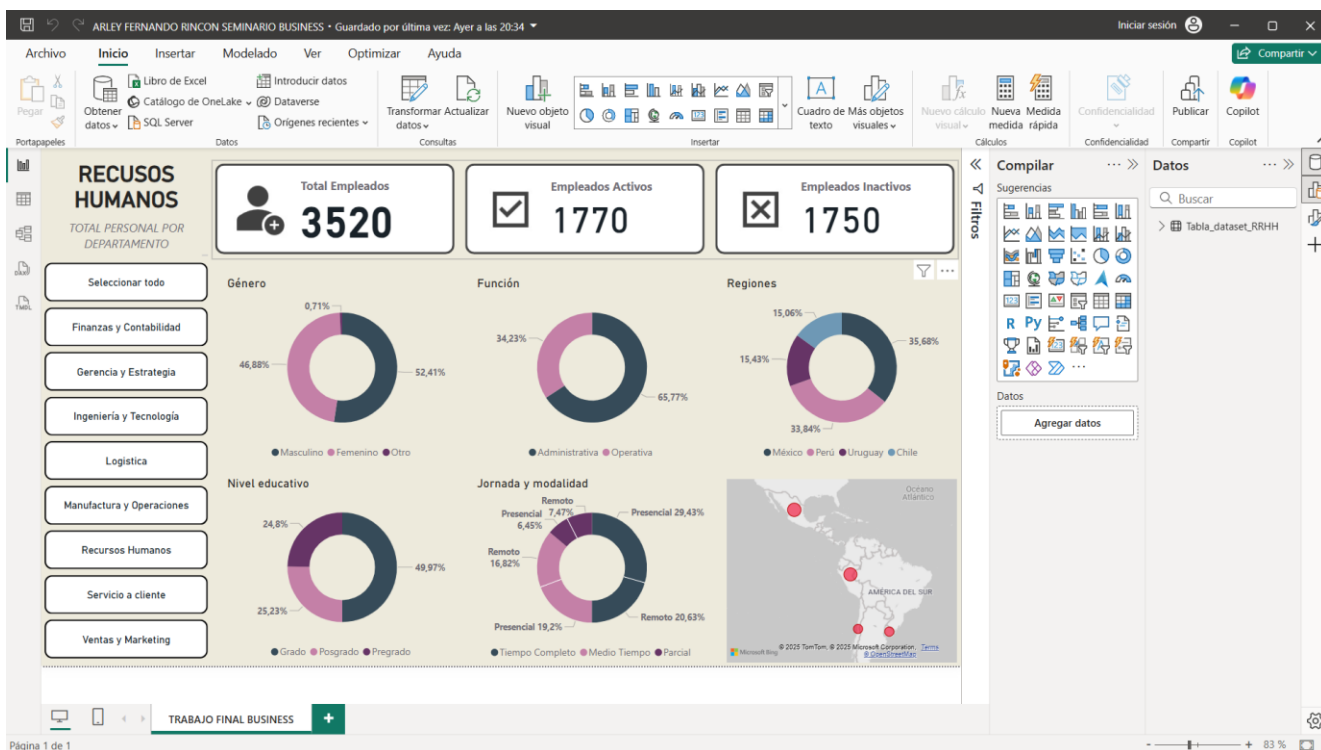 ARLEY FERNANDO RINCON SEMINARIO BUSINESS • Guardado por última vez: Ayer a las 20:34
Iniciar sesión
Archivo Inicio Insertar Modelado Ver Optimizar Ayuda
Compartir
Pegar
Obtener datos
Libro de Excel
Catálogo de OneLake
SQL Server
Introducir datos
Dataverse
Orígenes recientes
Transformar datos
Actualizar
Nuevo objeto visual
Cuadro de texto
Más objetos visuales
Nuevo cálculo visual
Nueva medida
Medida rápida
Confidencialidad
Publicar
Copilot
Portapapeles Datos Consultas Insertar Cálculos Confidencialidad Compartir Copilot
RECUSOS
HUMANOS
TOTAL PERSONAL POR
DEPARTAMENTO
Seleccionar todo
Finanzas y Contabilidad
Gerencia y Estrategia
Ingeniería y Tecnología
Logistica
Manufactura y Operaciones
Recursos Humanos
Servicio a cliente
Ventas y Marketing
Total Empleados
3520
Empleados Activos
1770
Empleados Inactivos
1750
Género
0,71%
46,88%
52,41%
Masculino Femenino Otro
Función
34,23%
65,77%
Administrativa Operativa
Regiones
15,06%
35,68%
15,43%
33,84%
México Perú Uruguay Chile
Nivel educativo
24,8%
49,97%
25,23%
Grado Posgrado Pregrado
Jornada y modalidad
Remoto
7,47%
Presencial
6,45%
Presencial 29,43%
Remoto
16,82%
Remoto 20,63%
Presencial 19,2%
Tiempo Completo Medio Tiempo Parcial
Océano
Atlántico
AMÉRICA DEL SUR
Microsoft Bing
© 2025 TomTom, © 2025 Microsoft Corporation, Terms
© OpenStreetMap
Filtros
Compilar
Sugerencias
123
R Py
Datos
Agregar datos
Datos
Buscar
Tabla_dataset_RRHH
TRABAJO FINAL BUSINESS
Página 1 de 1
83 %